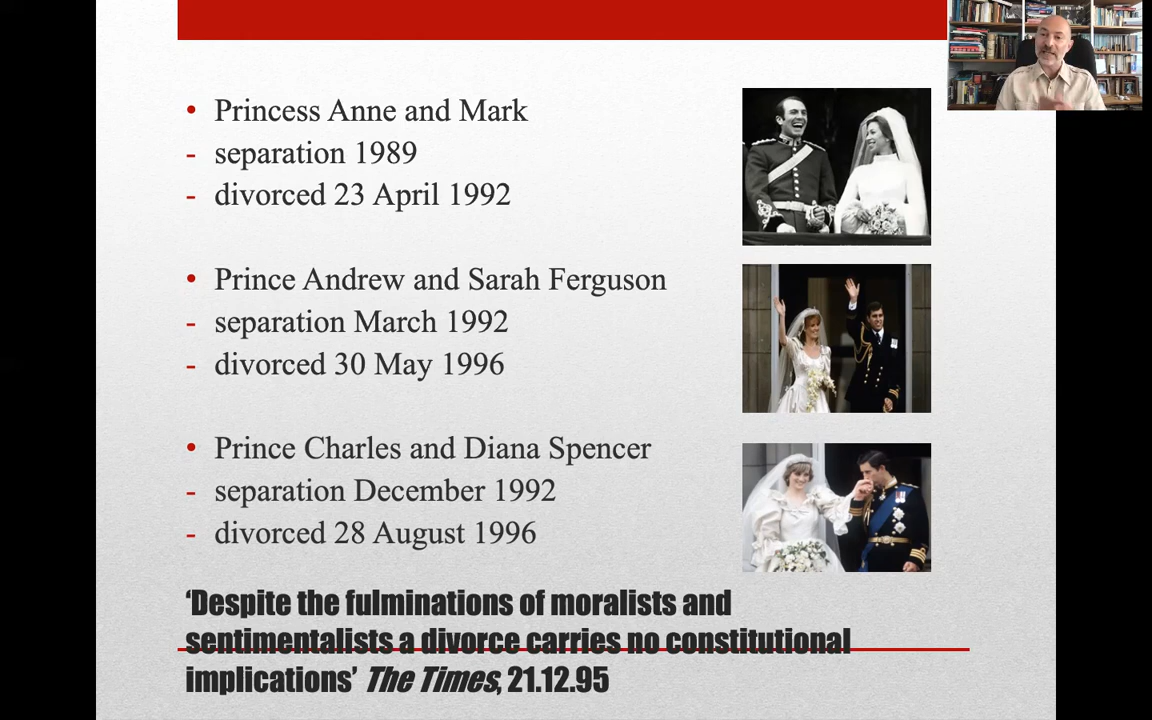 • Princess Anne and Mark
- separation 1989
- divorced 23 April 1992
• Prince Andrew and Sarah Ferguson
- separation March 1992
- divorced 30 May 1996
• Prince Charles and Diana Spencer
- separation December 1992
- divorced 28 August 1996
‘Despite the fulminations of moralists and
sentimentalists a divorce carries no constitutional
implications’ The Times, 21.12.95